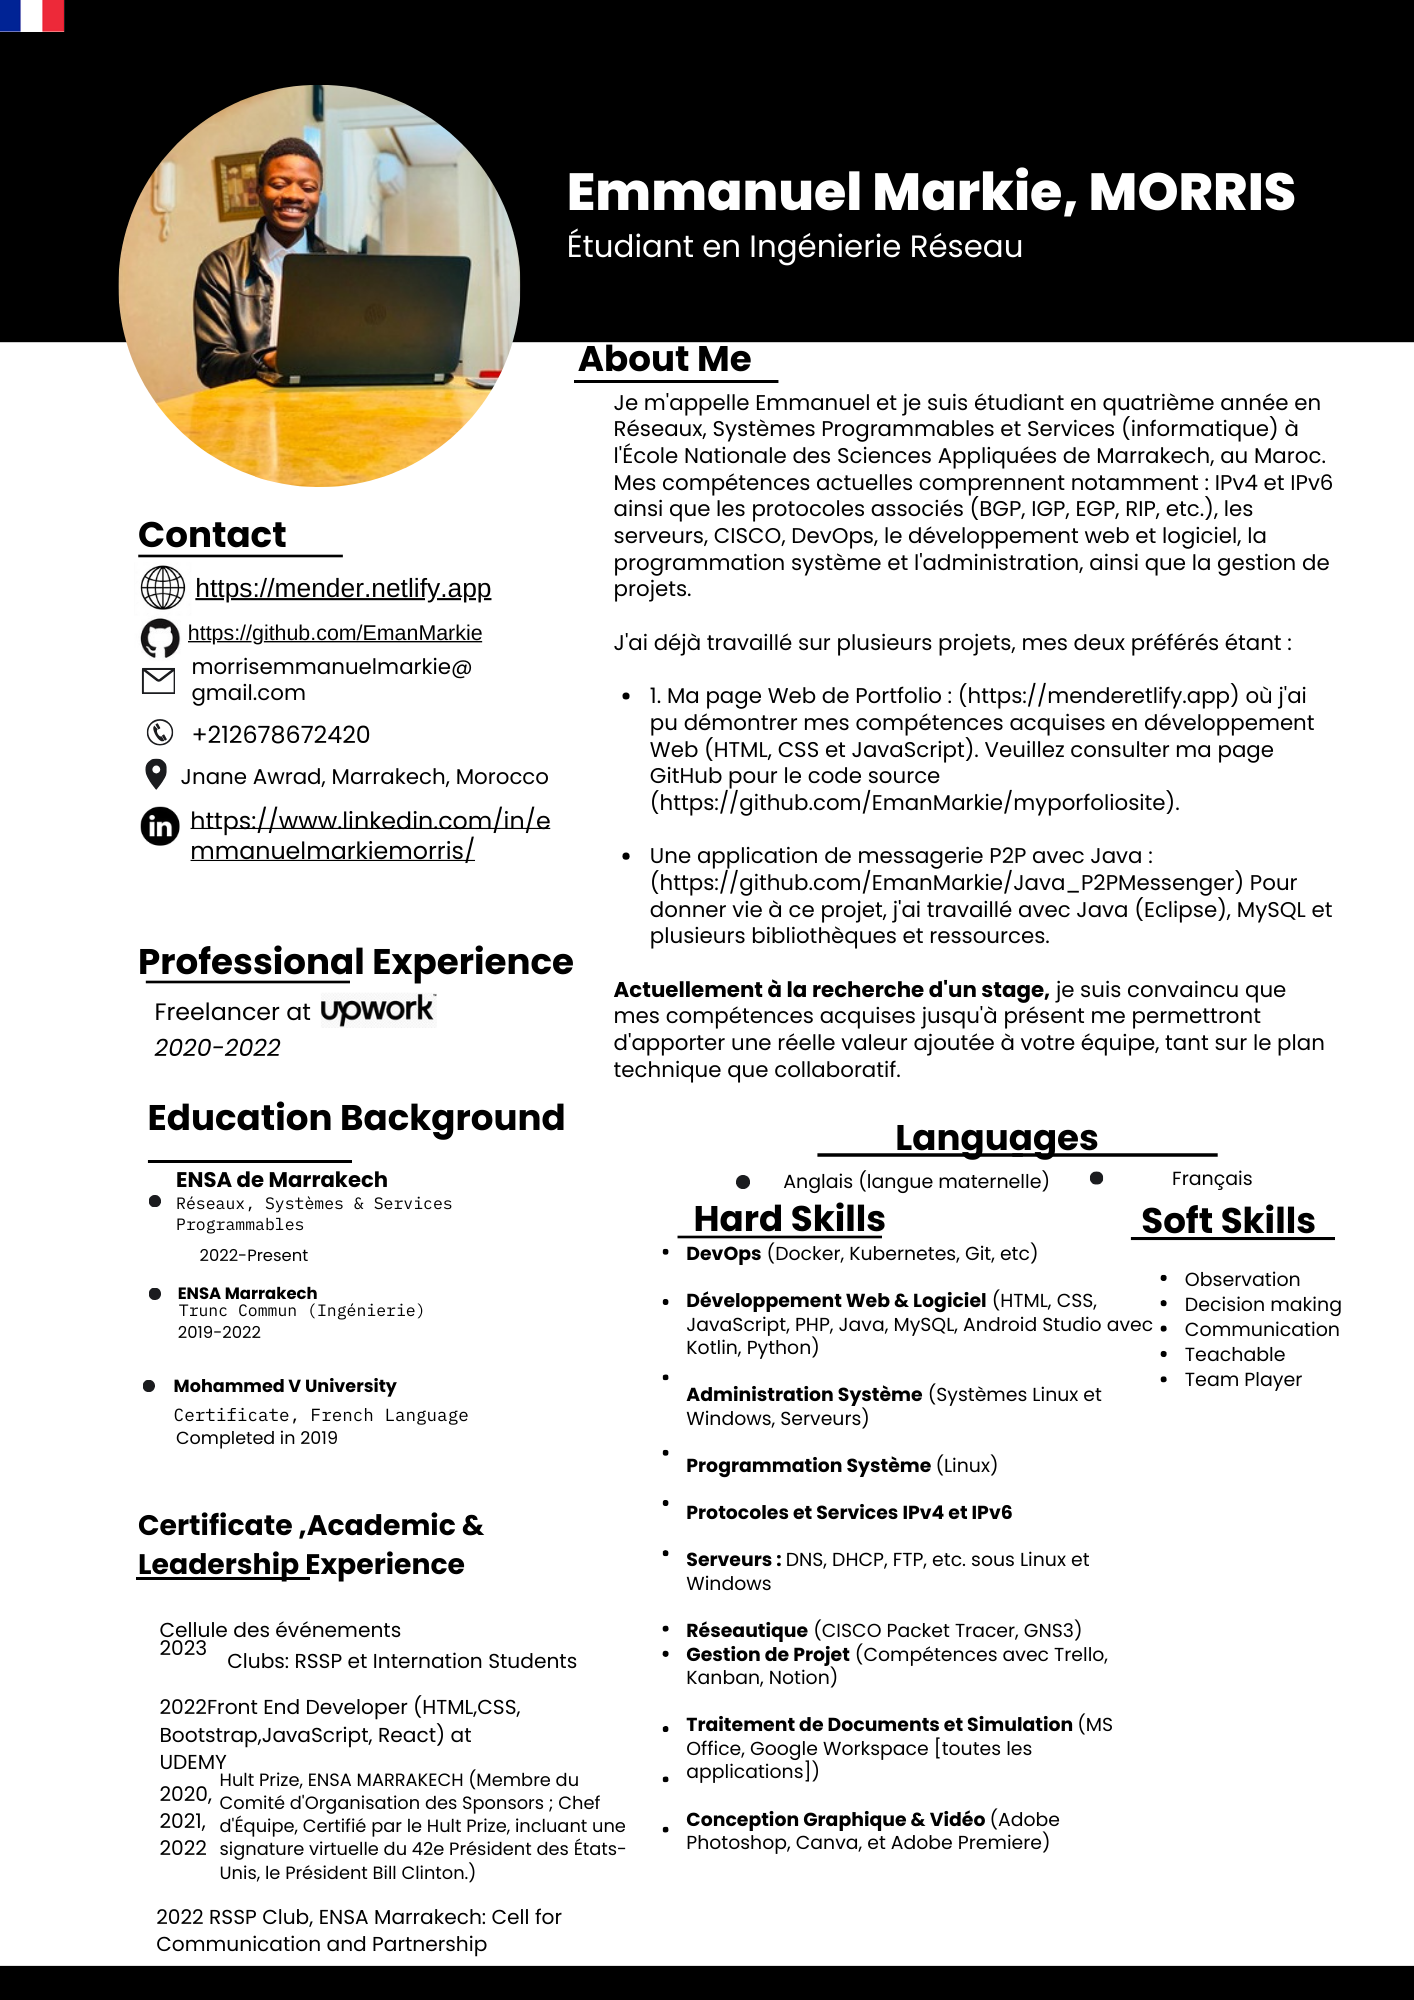 Emmanuel Markie, MORRIS
Étudiant en Ingénierie Réseau
Contact
https://mender.netlify.app
https://github.com/EmanMarkie
morrisemmanuelmarkie@
gmail.com
+212678672420
Jnane Awrad, Marrakech, Morocco
in
https://www.linkedin.com/in/e
mmanuelmarkiemorris/
Professional Experience
Freelancer at upwork
2020-2022
Education Background
ENSA de Marrakech
Réseaux, Systèmes & Services
Programmables
2022-Present
ENSA Marrakech
Trunc Commun (Ingénierie)
2019-2022
Mohammed V University
Certificate, French Language
Completed in 2019
Certificate ,Academic &
Leadership Experience
Cellule des événements
2023
Clubs: RSSP et Internation Students
2022Front End Developer (HTML,CSS,
Bootstrap,JavaScript, React) at
UDEMY
2020,
2021,
2022
Hult Prize, ENSA MARRAKECH (Membre du
Comité d'Organisation des Sponsors ; Chef
d'Équipe, Certifié par le Hult Prize, incluant une
signature virtuelle du 42e Président des États-
Unis, le Président Bill Clinton.)
2022 RSSP Club, ENSA Marrakech: Cell for
Communication and Partnership
About Me
Je m'appelle Emmanuel et je suis étudiant en quatrième année en
Réseaux, Systèmes Programmables et Services (informatique) à
l'École Nationale des Sciences Appliquées de Marrakech, au Maroc.
Mes compétences actuelles comprennent notamment : IPv4 et IPv6
ainsi que les protocoles associés (BGP, IGP, EGP, RIP, etc.), les
serveurs, CISCO, DevOps, le développement web et logiciel, la
programmation système et l'administration, ainsi que la gestion de
projets.
J'ai déjà travaillé sur plusieurs projets, mes deux préférés étant :
• 1. Ma page Web de Portfolio : (https://menderetlify.app) où j'ai
pu démontrer mes compétences acquises en développement
Web (HTML, CSS et JavaScript). Veuillez consulter ma page
GitHub pour le code source
(https://github.com/EmanMarkie/myporfoliosite).
• Une application de messagerie P2P avec Java :
(https://github.com/EmanMarkie/Java_P2PMessenger) Pour
donner vie à ce projet, j'ai travaillé avec Java (Eclipse), MySQL et
plusieurs bibliothèques et ressources.
Actuellement à la recherche d'un stage, je suis convaincu que
mes compétences acquises jusqu'à présent me permettront
d'apporter une réelle valeur ajoutée à votre équipe, tant sur le plan
technique que collaboratif.
Languages
Anglais (langue maternelle)
Français
Hard Skills
• DevOps (Docker, Kubernetes, Git, etc)
• Développement Web & Logiciel (HTML, CSS,
JavaScript, PHP, Java, MySQL, Android Studio avec
Kotlin, Python)
Administration Système (Systèmes Linux et
Windows, Serveurs)
Programmation Système (Linux)
Protocoles et Services IPv4 et IPv6
Serveurs : DNS, DHCP, FTP, etc. sous Linux et
Windows
• Réseautique (CISCO Packet Tracer, GNS3)
• Gestion de Projet (Compétences avec Trello,
Kanban, Notion)
Traitement de Documents et Simulation (MS
Office, Google Workspace [toutes les
applications])
Conception Graphique & Vidéo (Adobe
Photoshop, Canva, et Adobe Premiere)
Soft Skills
• Observation
• Decision making
• Communication
• Teachable
• Team Player